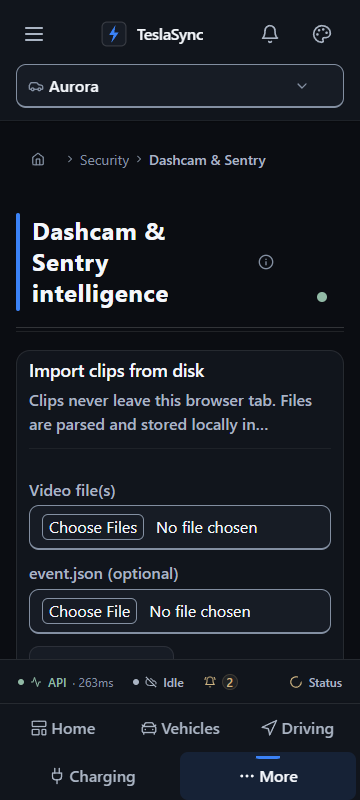 TeslaSync
Aurora
Security
Dashcam & Sentry
Dashcam &
Sentry
intelligence
Import clips from disk
Clips never leave this browser tab. Files
are parsed and stored locally in...
Video file(s)
Choose Files No file chosen
event.json (optional)
Choose File No file chosen
API · 263ms
Idle
2
Status
Home
Vehicles
Driving
Charging
More